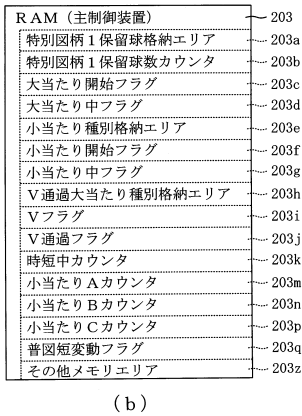 RAM(主制御装置) 203
特別図柄1保留球格納エリア 203a
特別図柄1保留球数カウンタ 203b
大当たり開始フラグ 203c
大当たり中フラグ 203d
小当たり種別格納エリア 203e
小当たり開始フラグ 203f
小当たり中フラグ 203g
V通過大当たり種別格納エリア 203h
Vフラグ 203i
V通過フラグ 203j
時短中カウンタ 203k
小当たりAカウンタ 203m
小当たりBカウンタ 203n
小当たりCカウンタ 203p
普図短変動フラグ 203q
その他メモリエリア 203z
(b)